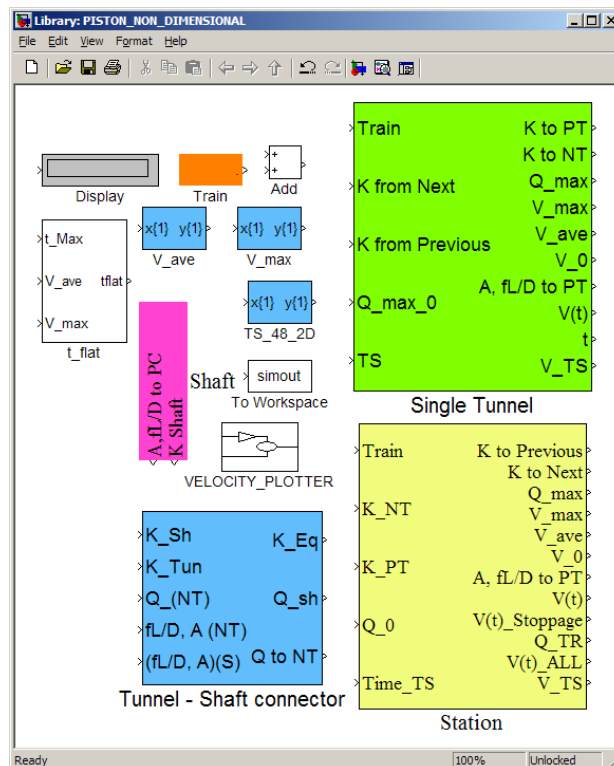 Library: PISTON_NON_DIMENSIONAL
File Edit View Format Help
Display
Train
+
+
Add
t_Max
V_ave
V_max
tflat
t_flat
x{1} y{1}
V_ave
x{1} y{1}
V_max
x{1} y{1}
TS_48_2D
A,fL/D to PC
K Shaft
Shaft
simout
To Workspace
VELOCITY_PLOTTER
Train
K from Next
K from Previous
Q_max_0
TS
K to PT
K to NT
Q_max
V_max
V_ave
V_0
A, fL/D to PT
V(t)
t
V_TS
Single Tunnel
K_Sh
K_Tun
Q_(NT)
fL/D, A (NT)
(fL/D, A)(S)
K_Eq
Q_sh
Q to NT
Tunnel - Shaft connector
Train
K_NT
K_PT
Q_0
Time_TS
K to Previous
K to Next
Q_max
V_max
V_ave
V_0
A, fL/D to PT
V(t)
V(t)_Stoppage
Q_TR
V(t)_ALL
V_TS
Station
Ready 100% Unlocked